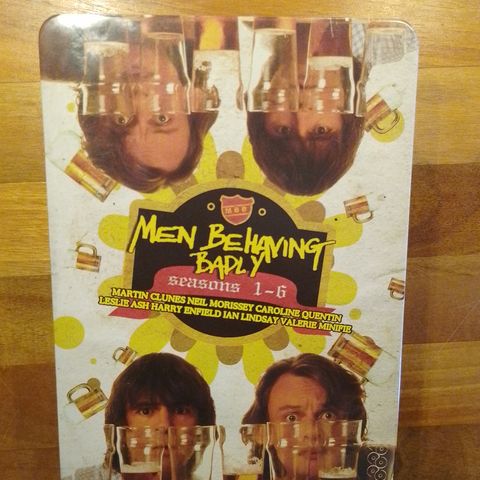 MBB
MEN BEHAVING
BADLY
seasons 1-6
MARTIN CLUNES NEIL MORISSEY CAROLINE QUENTIN
LESLIE ASH HARRY ENFIELD IAN LINDSAY VALERIE MINIFIE